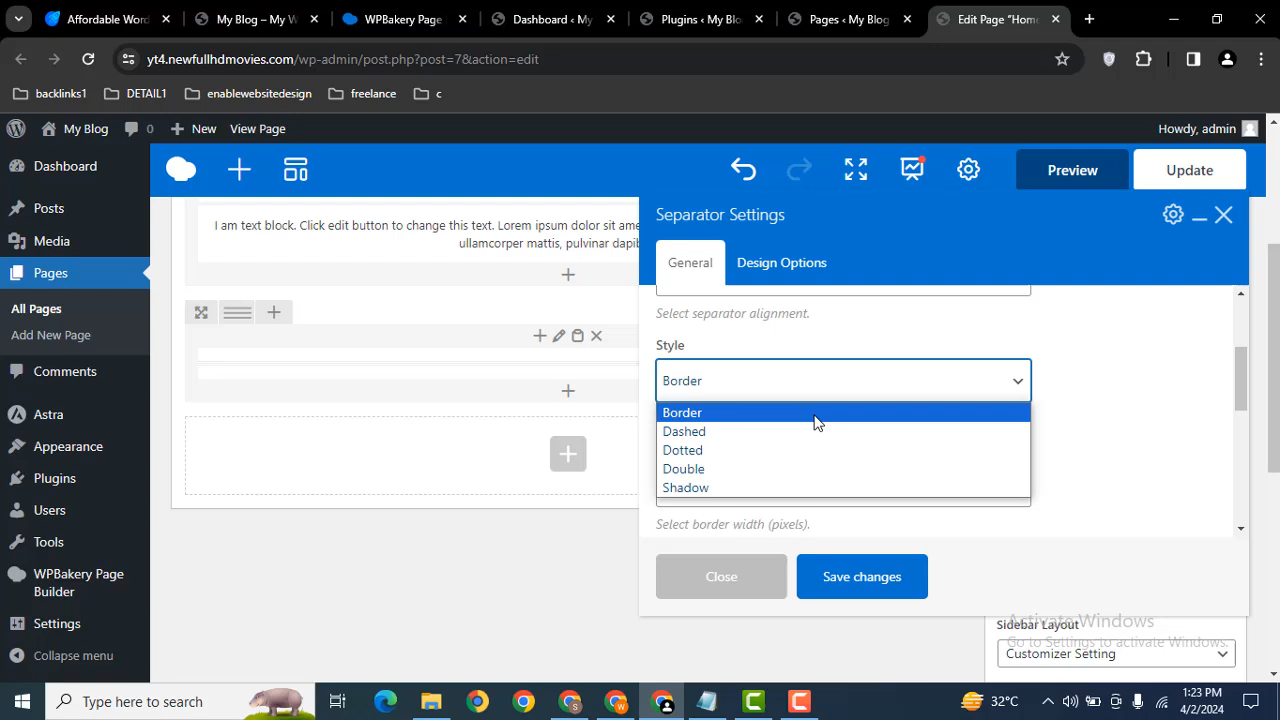 Affordable Word
My Blog – My W
WPBakery Page
Dashboard ‹ My
Plugins ‹ My Blo
Pages ‹ My Blog
Edit Page "Hom
yt4.newfullhdmovies.com/wp-admin/post.php?post=7&action=edit
backlinks1
DETAIL1
enablewebsitedesign
freelance
c
My Blog
0
New
View Page
Howdy, admin
Dashboard
Posts
Media
Pages
All Pages
Add New Page
Comments
Astra
Appearance
Plugins
Users
Tools
WPBakery Page
Builder
Settings
Collapse menu
Preview
Update
I am text block. Click edit button to change this text. Lorem ipsum dolor sit ame
ullamcorper mattis, pulvinar dapib
Separator Settings
General
Design Options
Select separator alignment.
Style
Border
Border
Dashed
Dotted
Double
Shadow
Select border width (pixels).
Close
Save changes
Activate Windows
Go to Settings to activate Windows.
Sidebar Layout
Customizer Setting
Type here to search
32°C
1:23 PM
4/2/2024